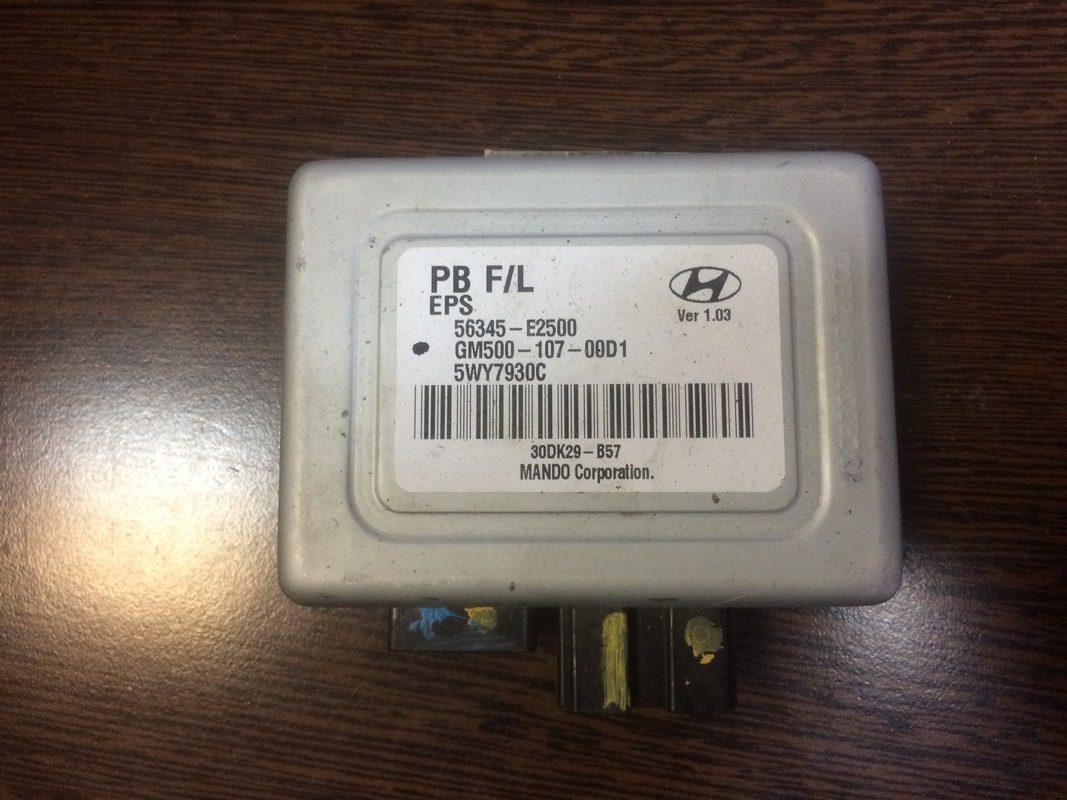 PB F/L
EPS
Ver 1.03
56345-E2500
GM500-107-00D1
5WY7930C
30DK29-B57
MANDO Corporation.